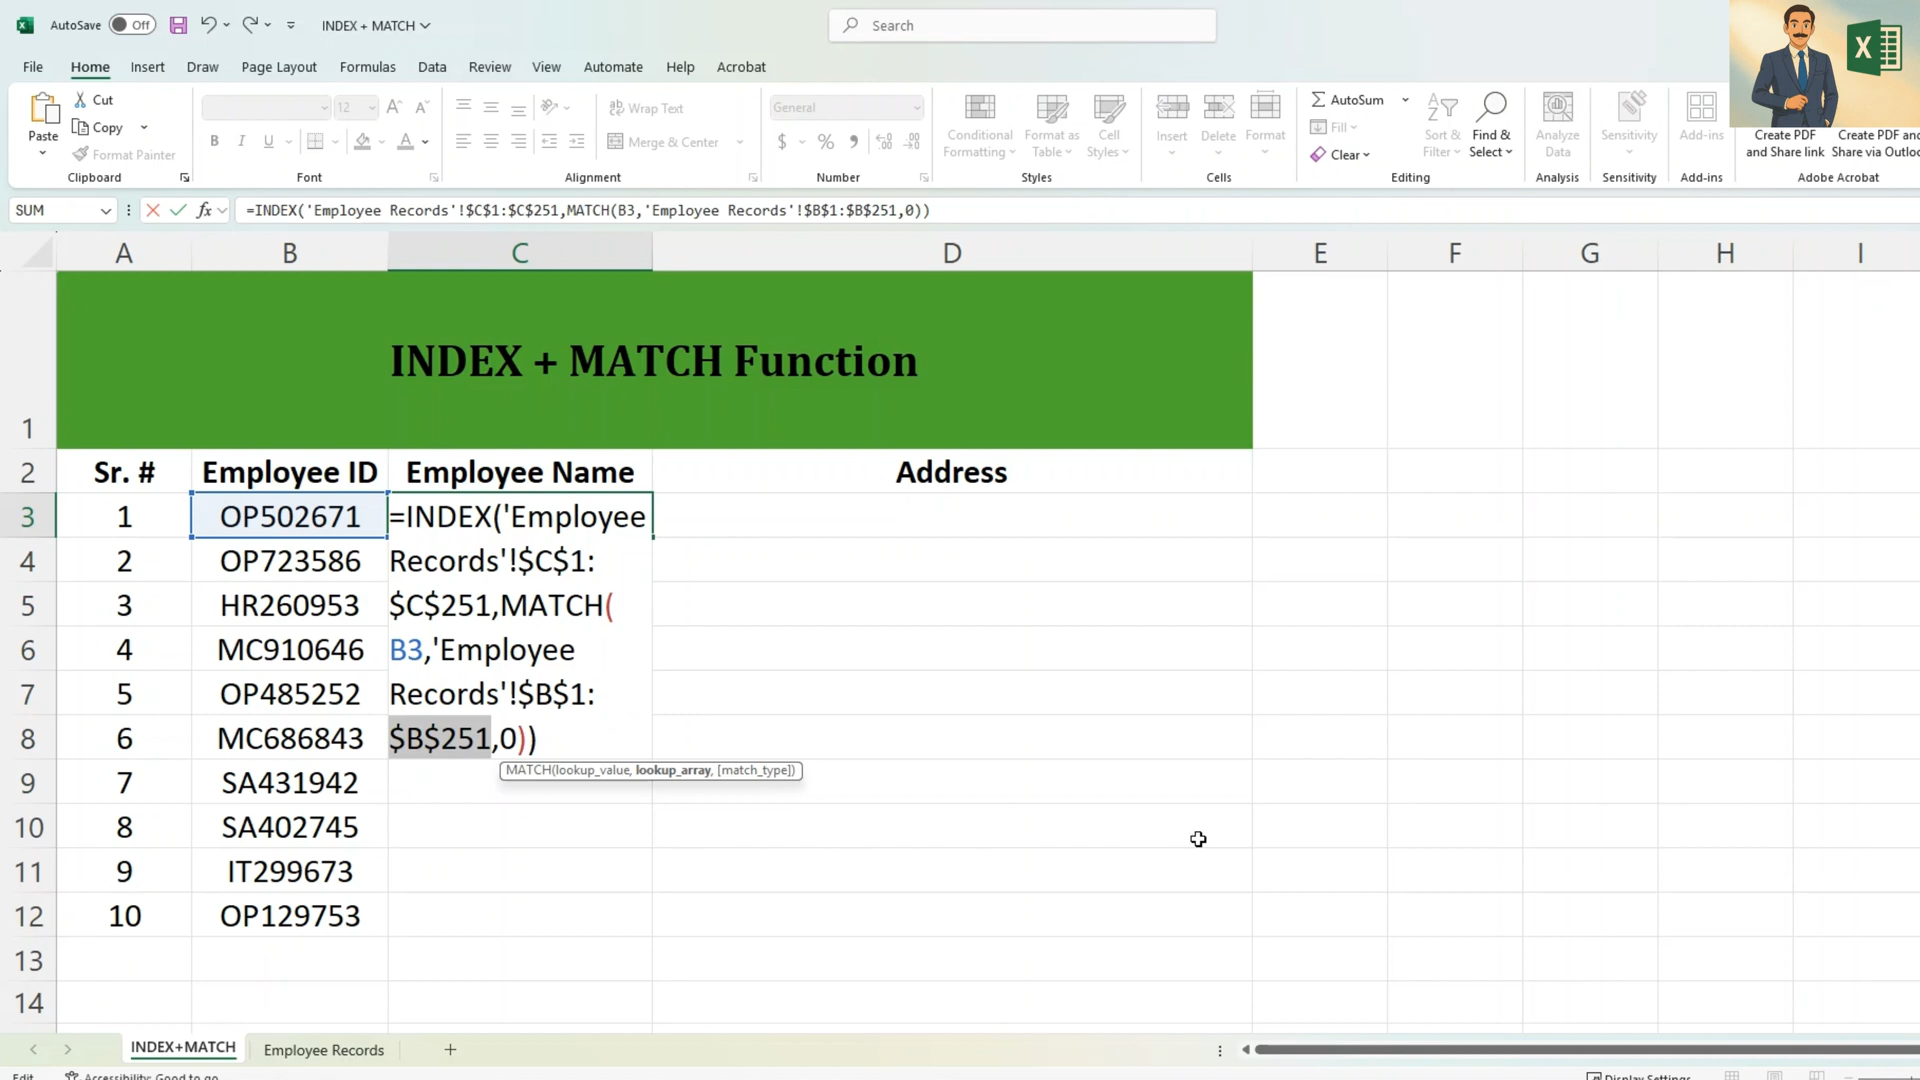 AutoSave Off INDEX + MATCH Search
File Home Insert Draw Page Layout Formulas Data Review View Automate Help Acrobat
Paste Cut Copy Format Painter Clipboard
12 B I U A Font
Wrap Text Merge & Center Alignment
General $ % Number
Conditional Formatting Format as Table Cell Styles Styles
Insert Delete Format Cells
AutoSum Fill Clear Sort & Filter Find & Select Editing
Analyze Data Analysis
Sensitivity Sensitivity
Add-ins Add-ins
Create PDF and Share link Create PDF and Share via Outlo Adobe Acrobat
SUM fx =INDEX('Employee Records'!$C$1:$C$251,MATCH(B3,'Employee Records'!$B$1:$B$251,0))
A B C D E F G H I
1 INDEX + MATCH Function
2 Sr. # Employee ID Employee Name Address
3 1 OP502671 =INDEX('Employee
4 2 OP723586 Records'!$C$1:
5 3 HR260953 $C$251,MATCH(
6 4 MC910646 B3,'Employee
7 5 OP485252 Records'!$B$1:
8 6 MC686843 $B$251,0))
MATCH(lookup_value, lookup_array, [match_type])
9 7 SA431942
10 8 SA402745
11 9 IT299673
12 10 OP129753
13
14
INDEX+MATCH Employee Records
Edit Accessibility: Good to go Display Settings